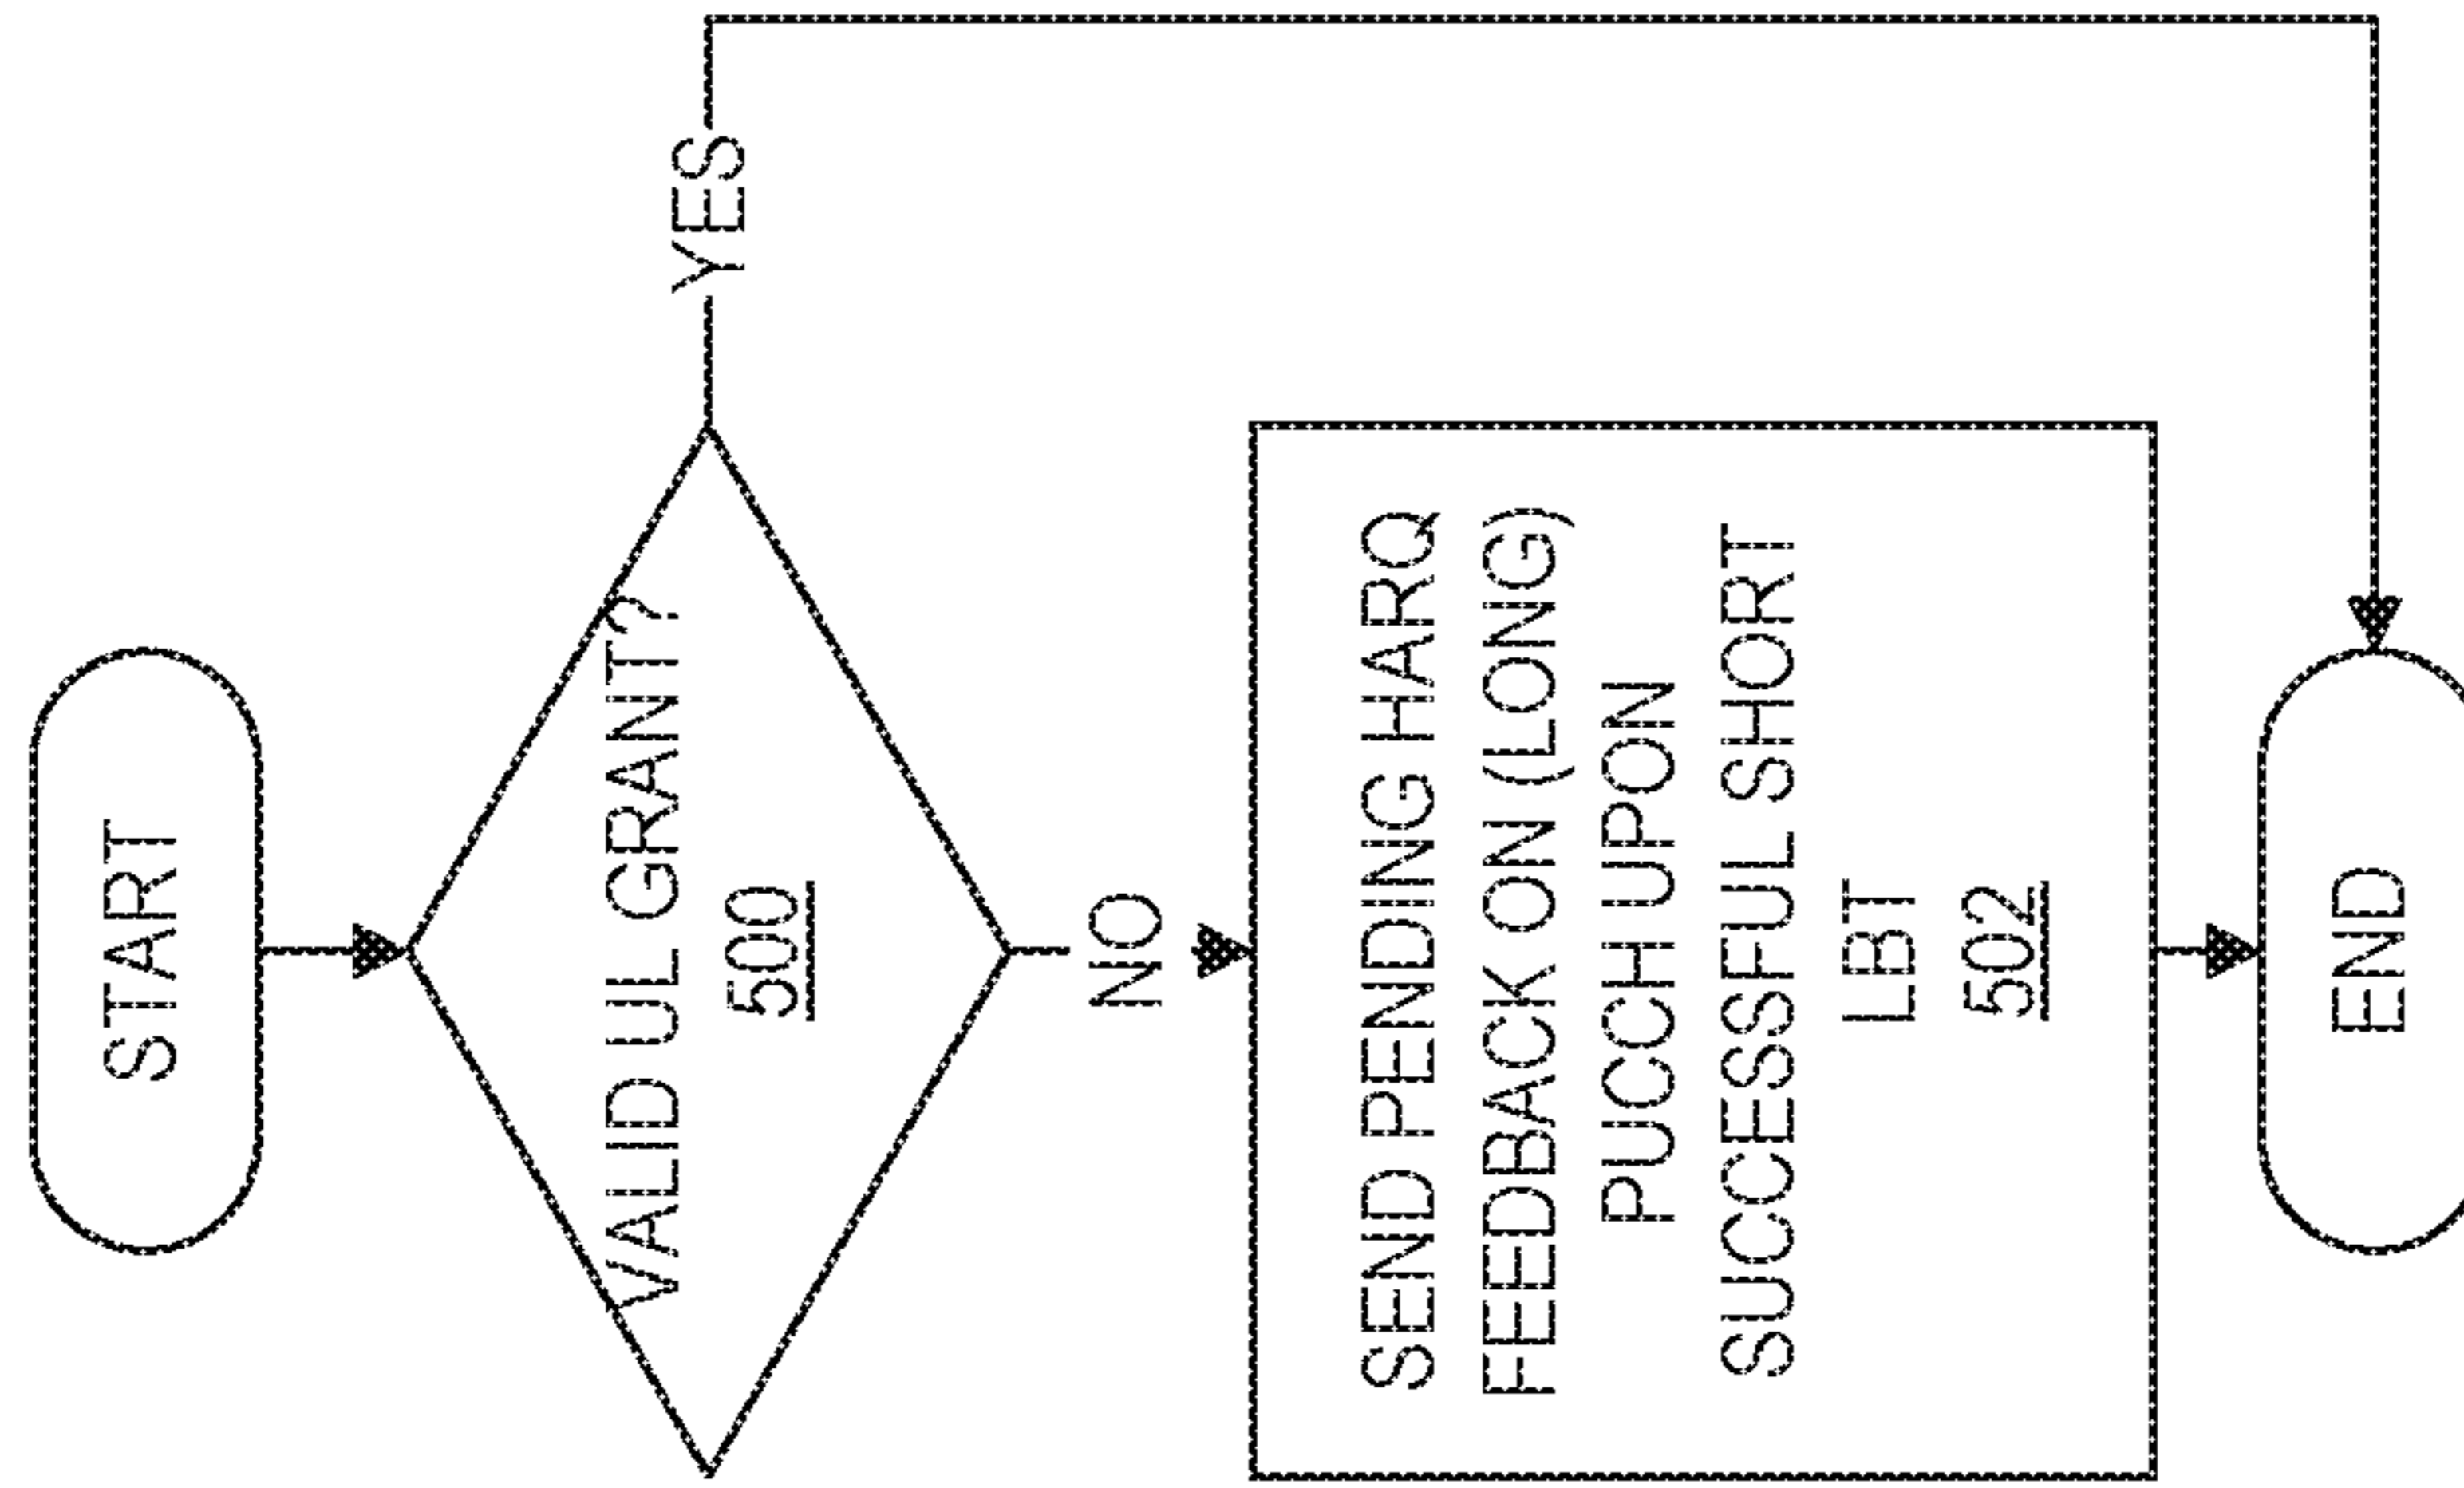 START
VALID UL GRANT?
500
YES
NO
SEND PENDING HARQ
FEEDBACK ON (LONG)
PUCCH UPON
SUCCESSFUL SHORT
LBT
502
END